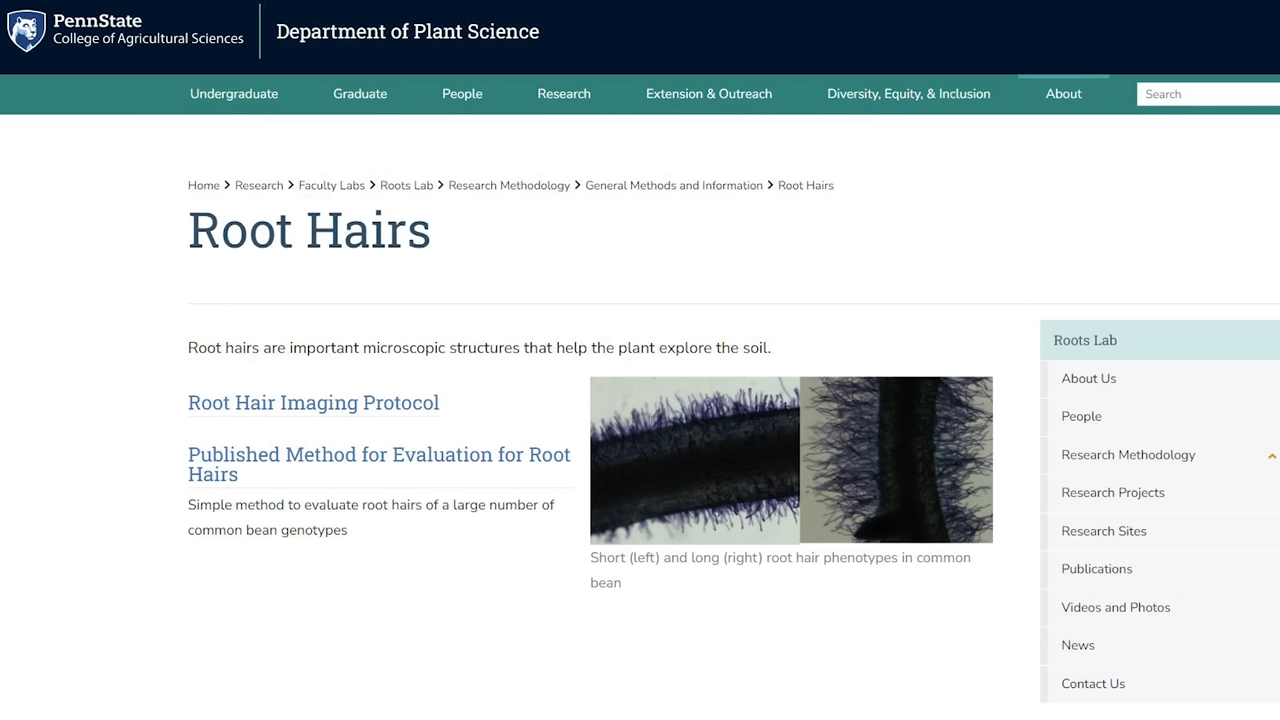 PennState
College of Agricultural Sciences
Department of Plant Science
Undergraduate
Graduate
People
Research
Extension & Outreach
Diversity, Equity, & Inclusion
About
Search
Home > Research > Faculty Labs > Roots Lab > Research Methodology > General Methods and Information > Root Hairs
Root Hairs
Root hairs are important microscopic structures that help the plant explore the soil.
Root Hair Imaging Protocol
Published Method for Evaluation for Root
Hairs
Simple method to evaluate root hairs of a large number of
common bean genotypes
Short (left) and long (right) root hair phenotypes in common
bean
Roots Lab
About Us
People
Research Methodology
Research Projects
Research Sites
Publications
Videos and Photos
News
Contact Us